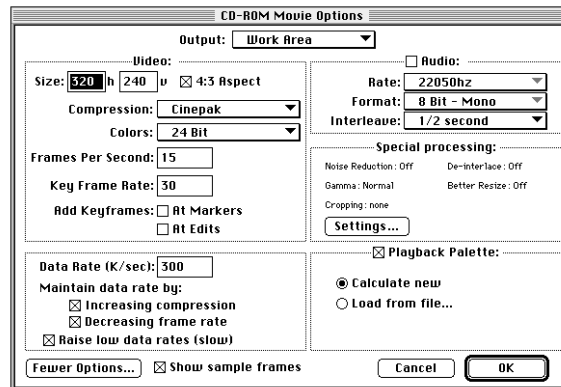 CD-ROM Movie Options
Output: Work Area
Video:
Size: 320 h 240 v 4:3 Aspect
Compression: Cinepak
Colors: 24 Bit
Frames Per Second: 15
Key Frame Rate: 30
Add Keyframes: At Markers
At Edits
Audio:
Rate: 22050hz
Format: 8 Bit - Mono
Interleave: 1/2 second
Special processing:
Noise Reduction: Off De-interlace: Off
Gamma: Normal Better Resize: Off
Cropping: none
Settings...
Data Rate (K/sec): 300
Maintain data rate by:
Increasing compression
Decreasing frame rate
Raise low data rates (slow)
Playback Palette:
Calculate new
Load from file...
Fewer Options... Show sample frames Cancel OK